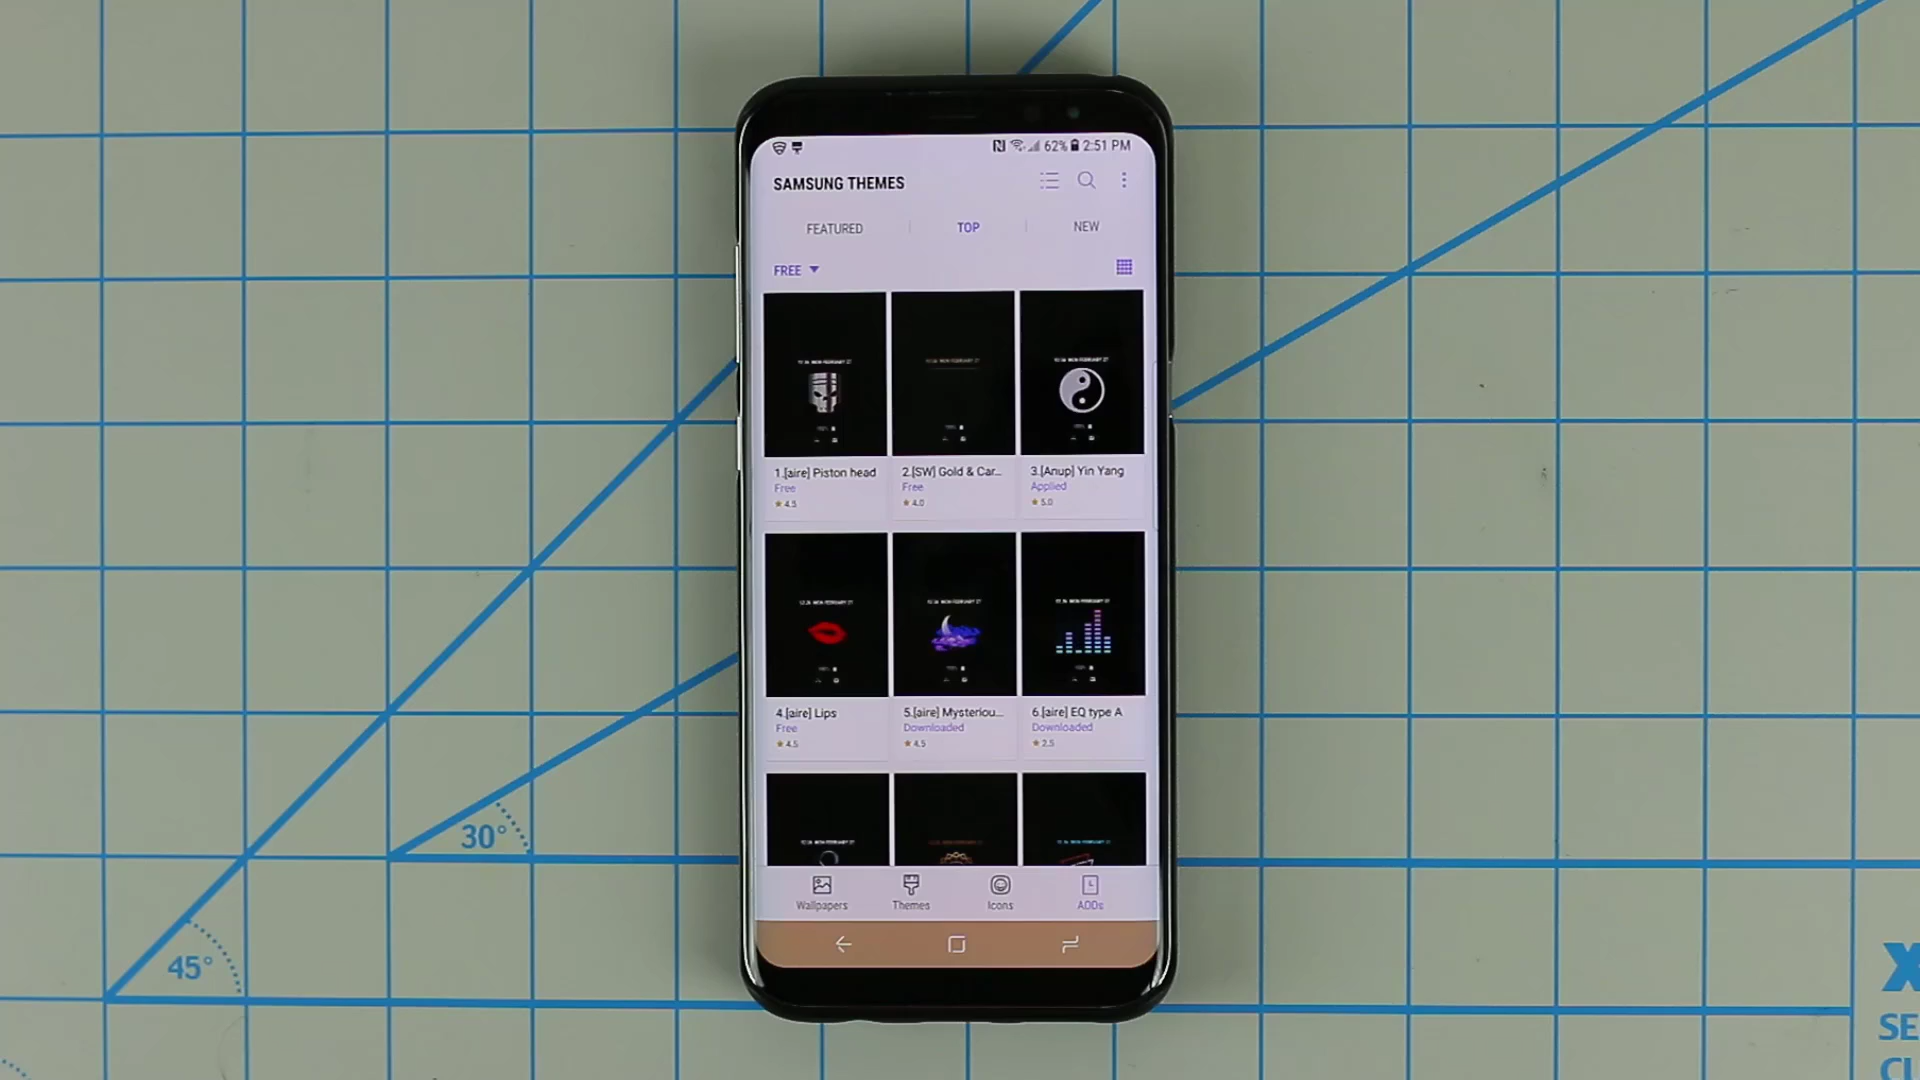 62% 2:51 PM
SAMSUNG THEMES
FEATURED TOP NEW
FREE
1.[aire] Piston head
Free
4.5
2.[SW] Gold & Car...
Free
4.0
3.[Anup] Yin Yang
Applied
5.0
4.[aire] Lips
Free
4.5
5.[aire] Mysteriou...
Downloaded
4.5
6.[aire] EQ type A
Downloaded
2.5
Wallpapers Themes Icons AODs
30°
45°
X
SE
CU